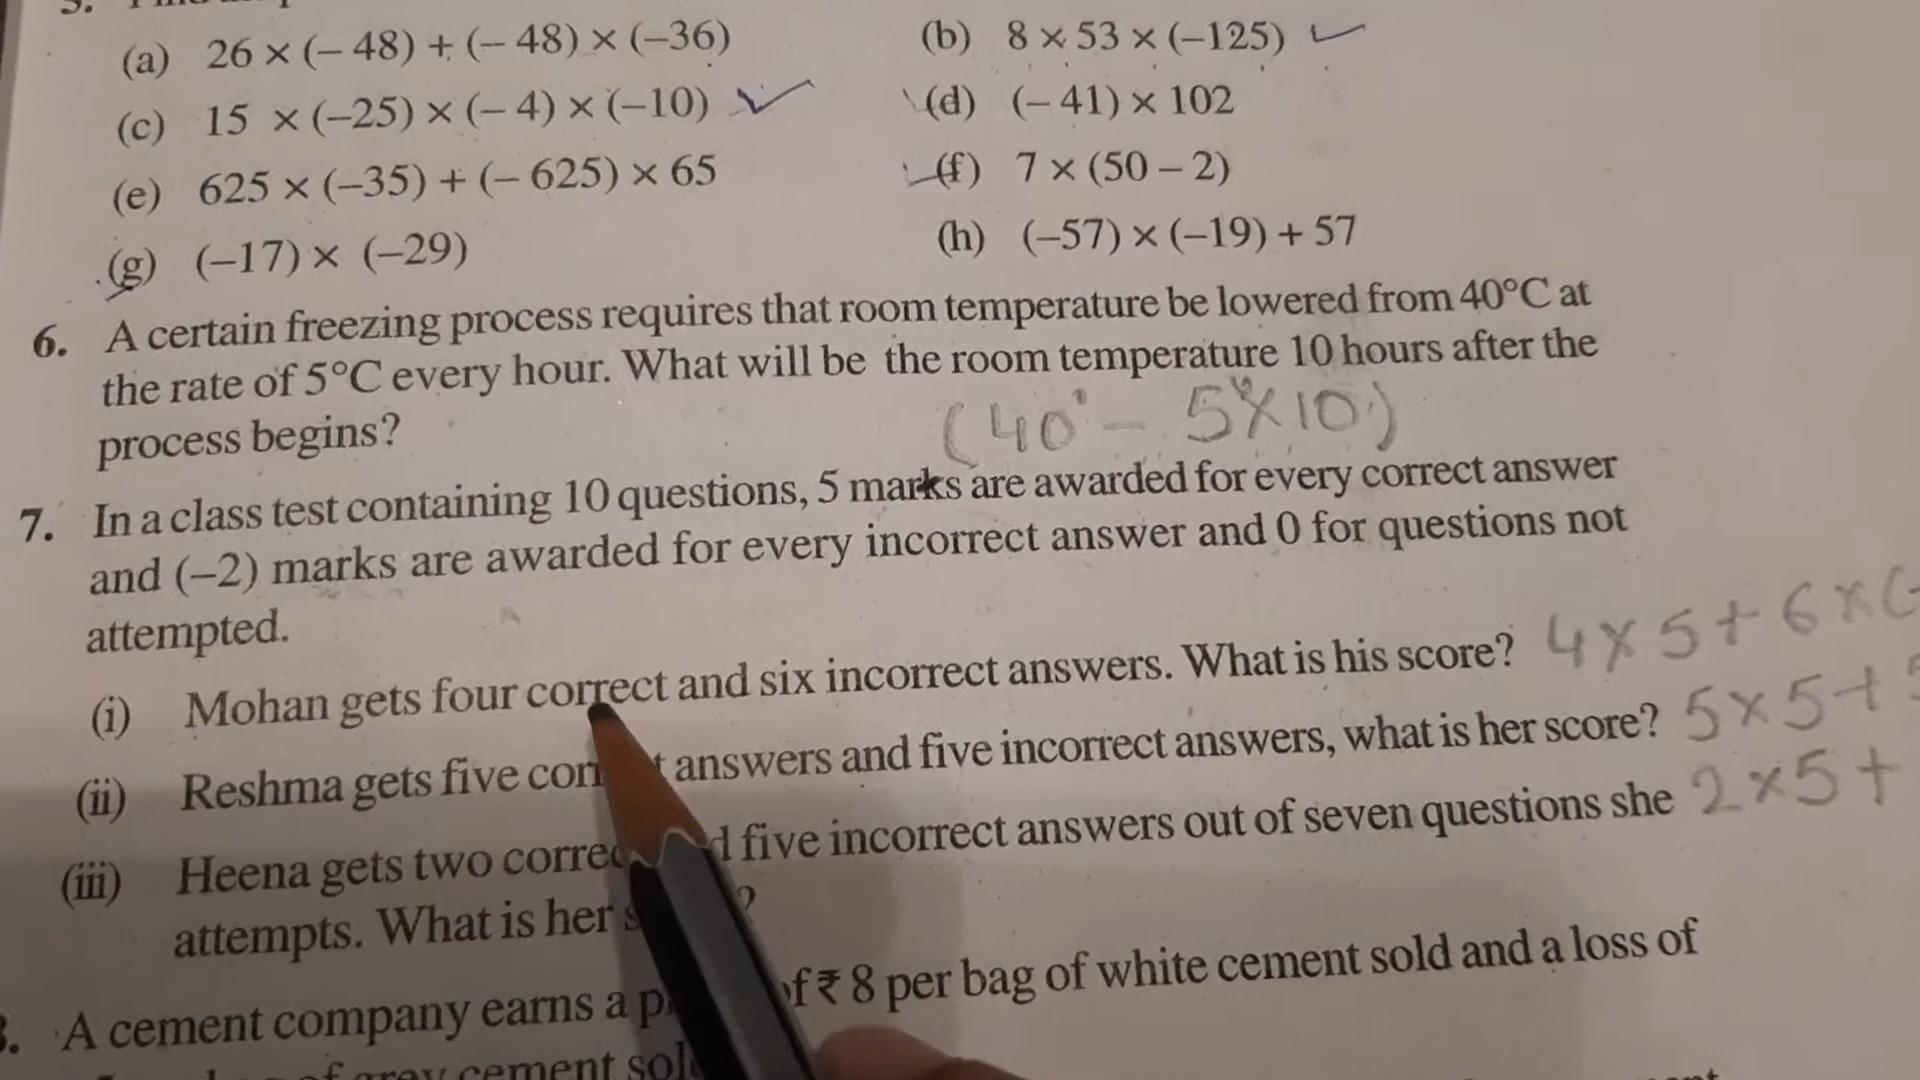 (a) 26 × (– 48) + (– 48) × (–36) (b) 8 × 53 × (–125)
(c) 15 × (–25) × (– 4) × (–10) (d) (– 41) × 102
(e) 625 × (–35) + (– 625) × 65 (f) 7 × (50 – 2)
(g) (–17) × (–29) (h) (–57) × (–19) + 57
6. A certain freezing process requires that room temperature be lowered from 40°C at
the rate of 5°C every hour. What will be the room temperature 10 hours after the
process begins?
(40° – 5° × 10)
7. In a class test containing 10 questions, 5 marks are awarded for every correct answer
and (–2) marks are awarded for every incorrect answer and 0 for questions not
attempted.
(i) Mohan gets four correct and six incorrect answers. What is his score? 4 × 5 + 6 × (-
(ii) Reshma gets five answers and five incorrect answers, what is her score? 5 × 5 +
(iii) Heena gets two five incorrect answers out of seven questions she 2 × 5 +
attempts. What is her ?
A cement company earns a of ₹ 8 per bag of white cement sold and a loss of
of grey cement sold